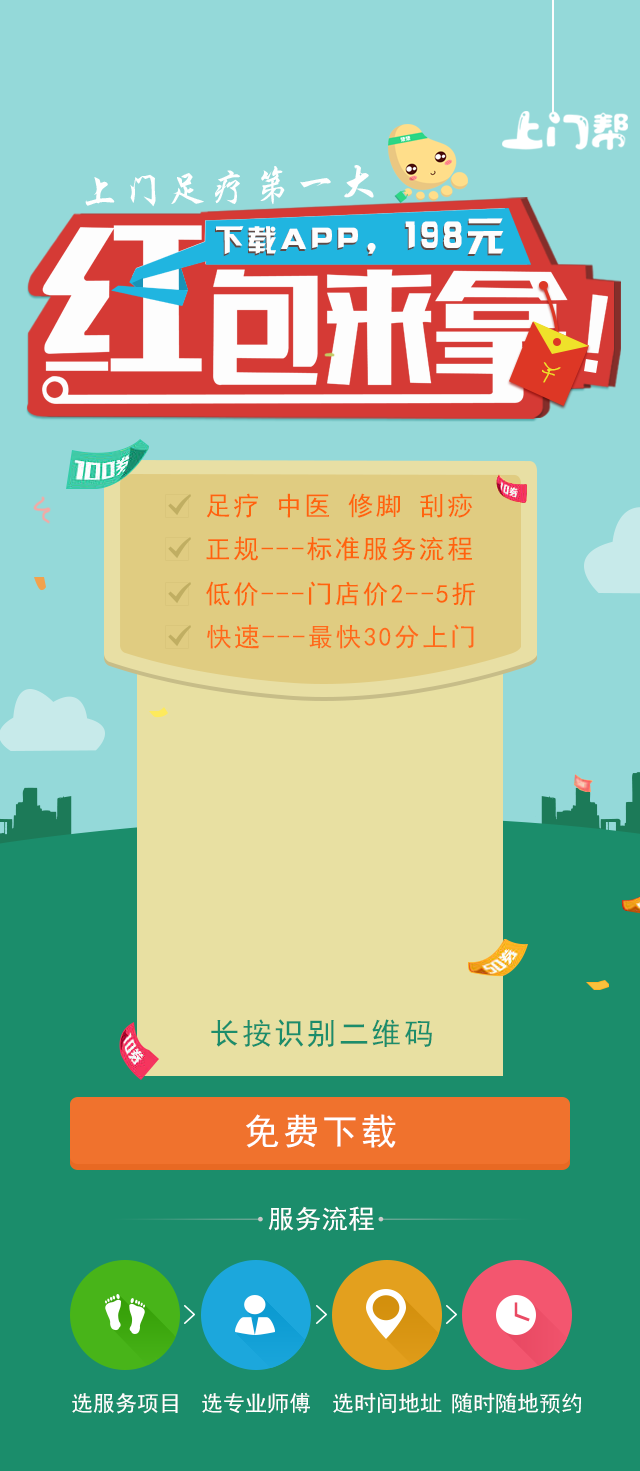 上门帮
上门足疗第一大
下载APP，198元
红包来拿！
100券
10券
足疗 中医 修脚 刮痧
正规---标准服务流程
低价---门店价2--5折
快速---最快30分上门
50券
10券
长按识别二维码
免费下载
服务流程
选服务项目 选专业师傅 选时间地址 随时随地预约